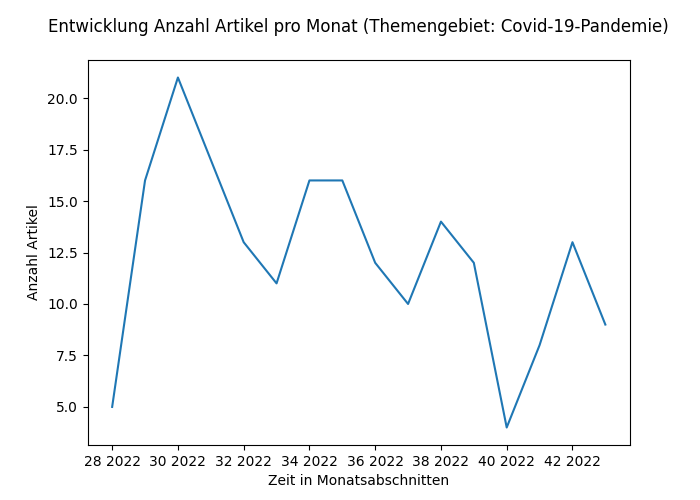 Entwicklung Anzahl Artikel pro Monat (Themengebiet: Covid-19-Pandemie)
20.0
17.5
15.0
12.5
10.0
7.5
5.0
Anzahl Artikel
28 2022 30 2022 32 2022 34 2022 36 2022 38 2022 40 2022 42 2022
Zeit in Monatsabschnitten